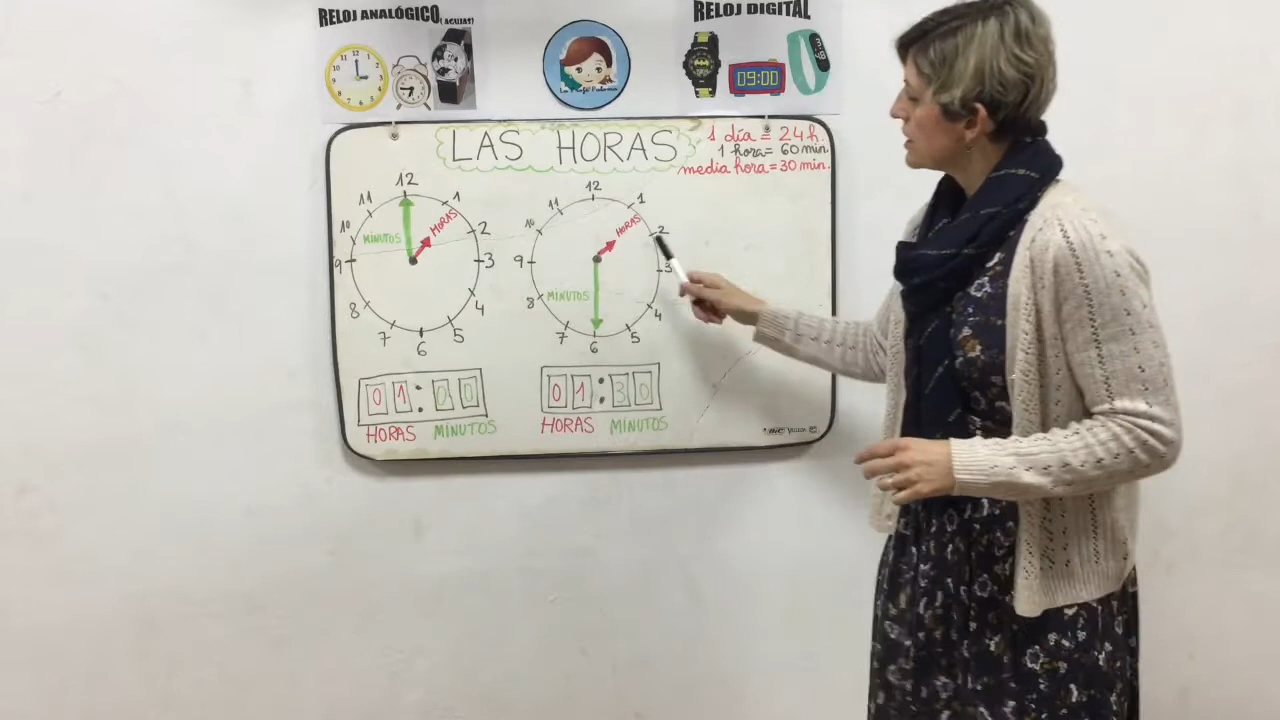 RELOJ ANALÓGICO (AGUJAS)
RELOJ DIGITAL
09:00
LAS HORAS
1 día = 24 h.
1 hora = 60 min.
media hora = 30 min.
12
11
1
10
2
9
3
8
4
7
5
6
MINUTOS
HORAS
12
11
1
10
2
9
3
8
4
7
5
6
HORAS
MINUTOS
01:00
HORAS MINUTOS
01:30
HORAS MINUTOS
BIC VELLEDA